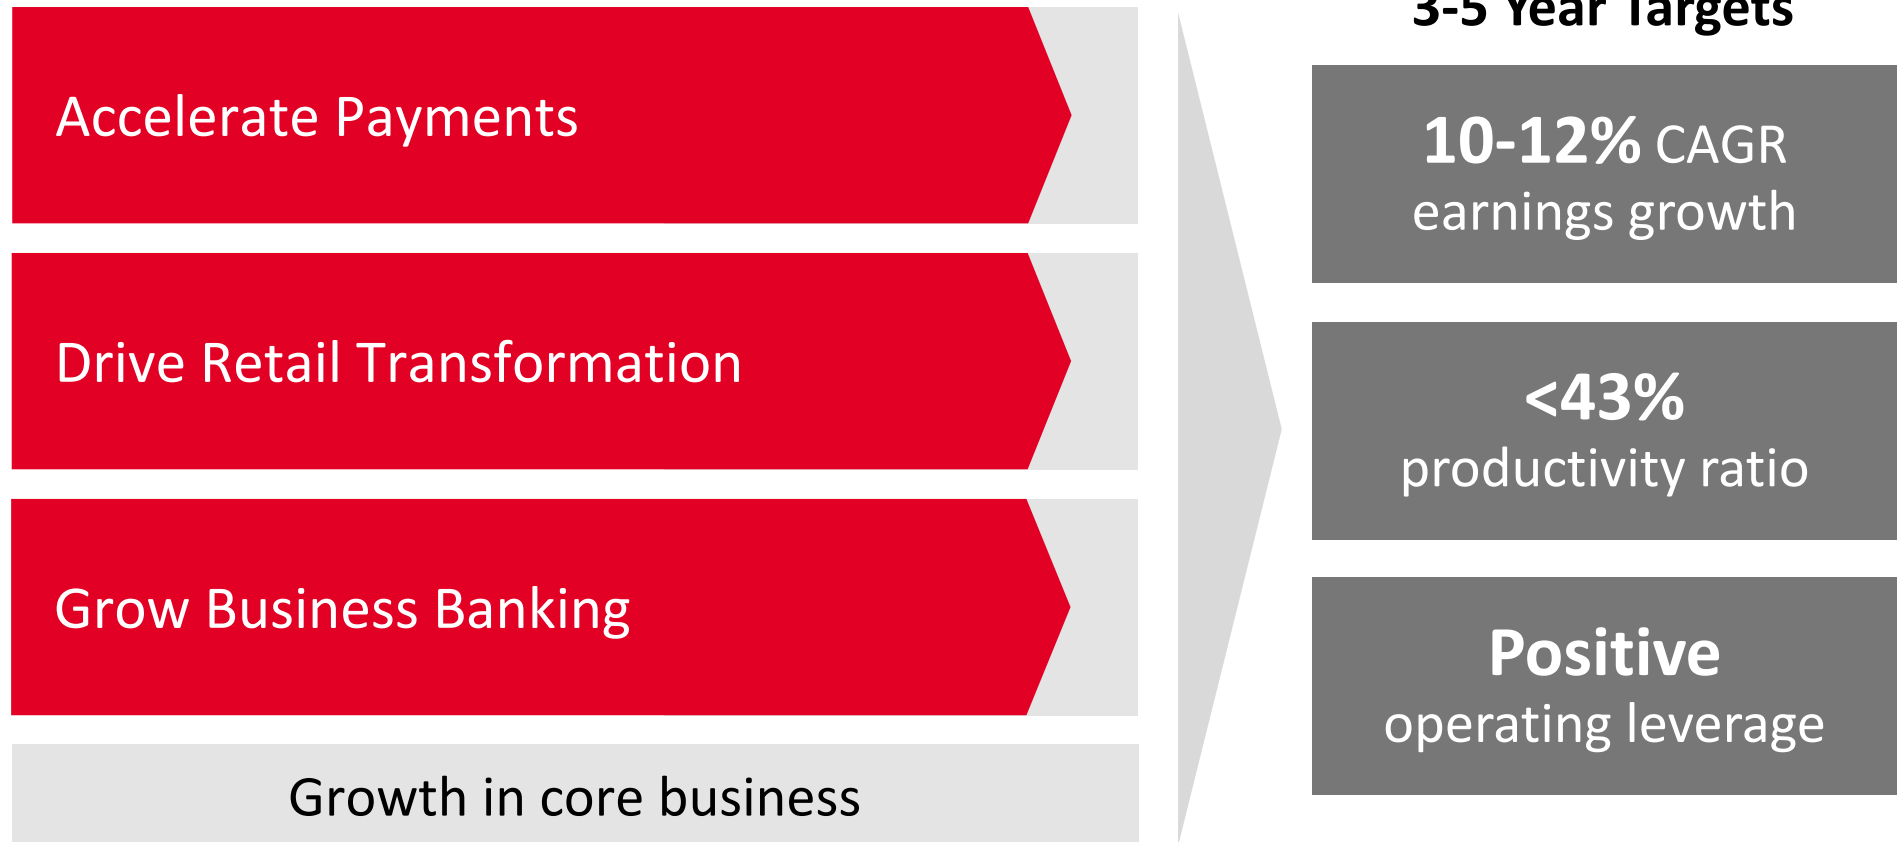 Accelerate Payments
Drive Retail Transformation
Grow Business Banking
Growth in core business
3-5 Year Targets
10-12% CAGR
earnings growth
<43%
productivity ratio
Positive
operating leverage